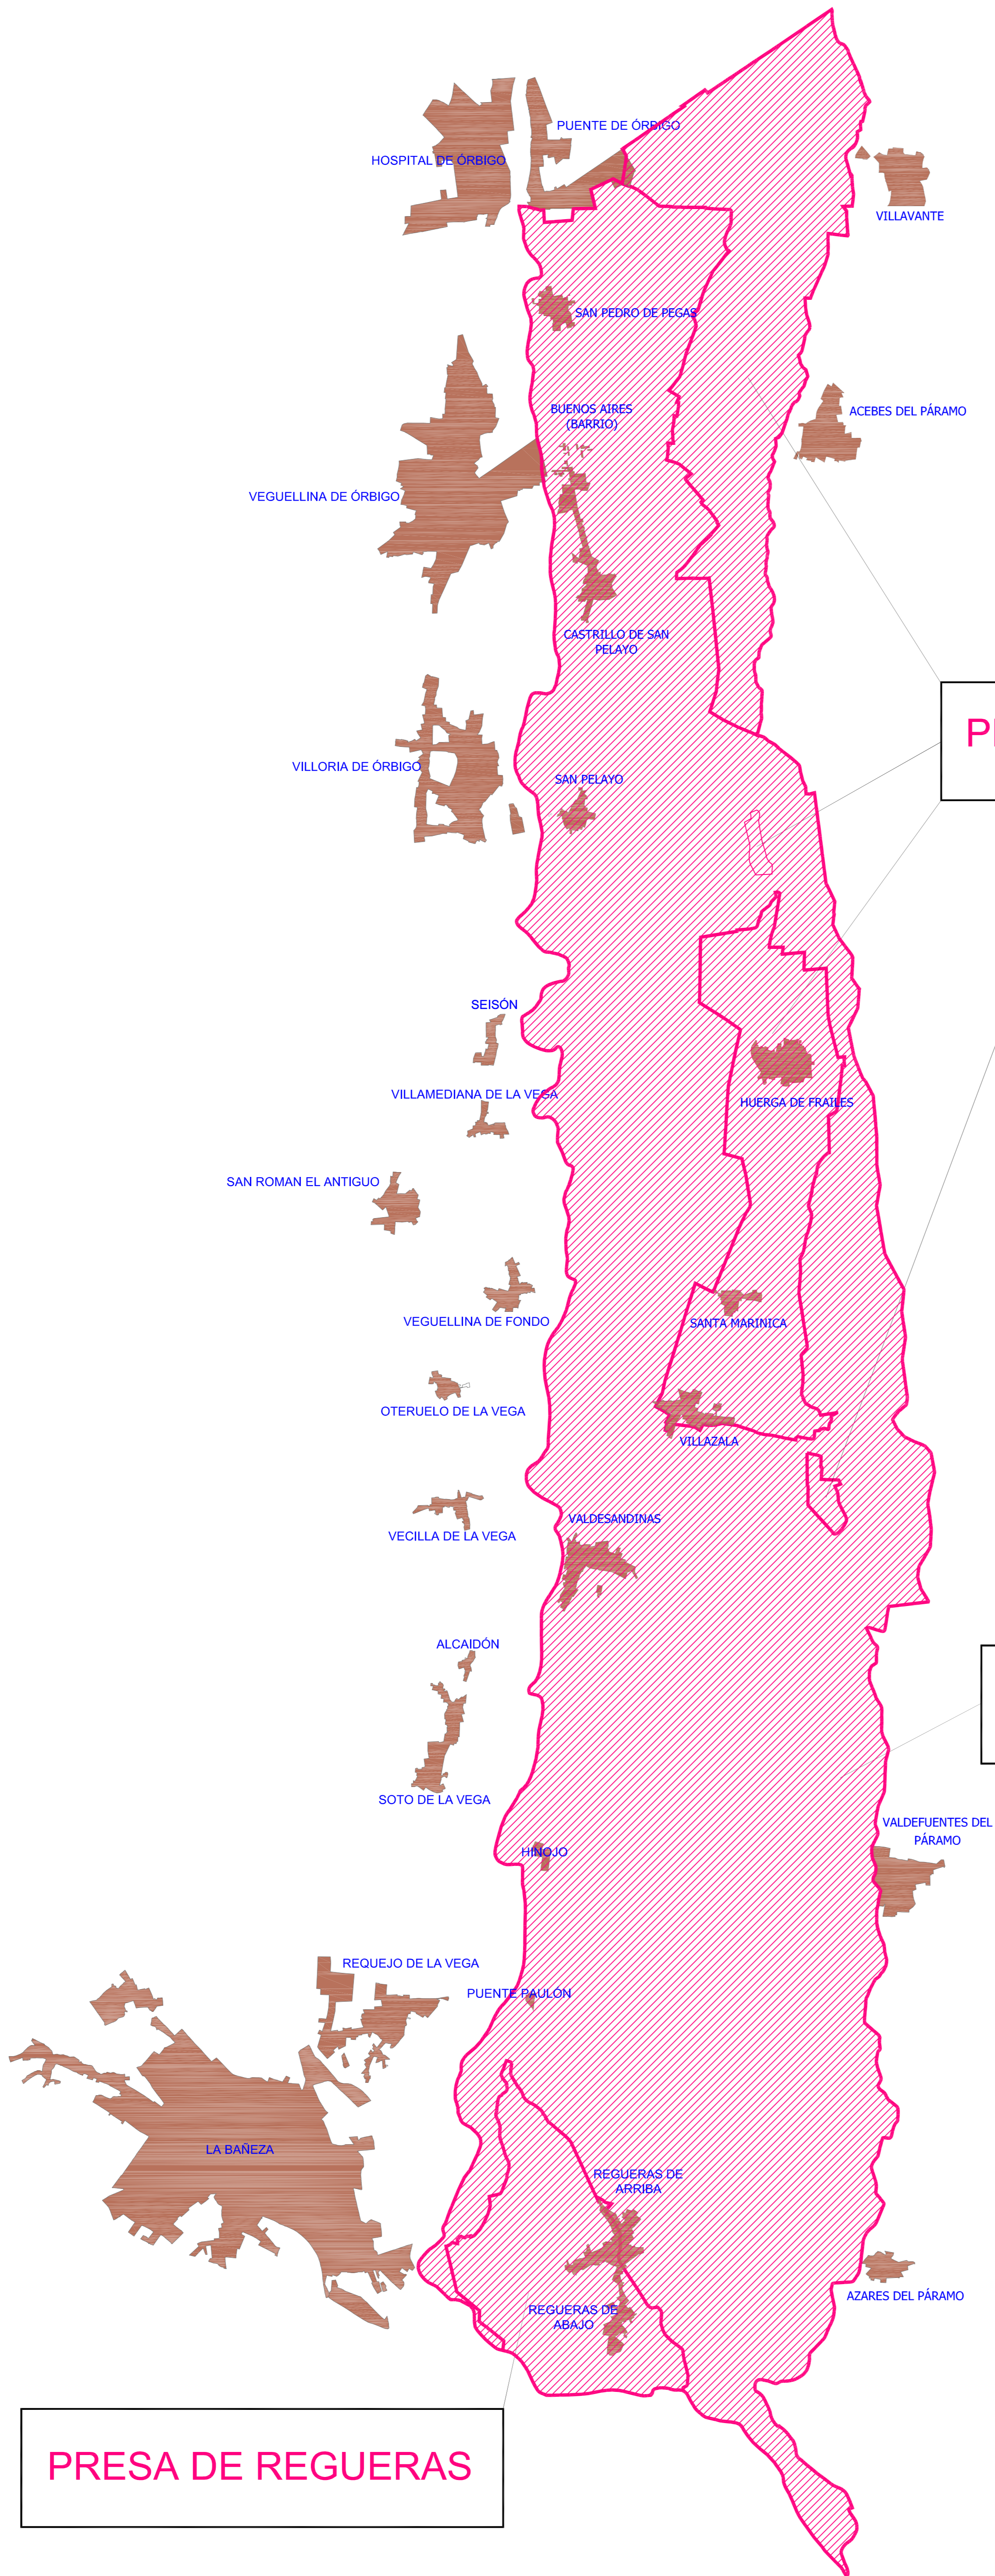 PUENTE DE ÓRBIGO
HOSPITAL DE ÓRBIGO
VILLAVANTE
SAN PEDRO DE PEGAS
BUENOS AIRES
(BARRIO)
ACEBES DEL PÁRAMO
VEGUELLINA DE ÓRBIGO
CASTRILLO DE SAN
PELAYO
VILLORIA DE ÓRBIGO
SAN PELAYO
SEISÓN
VILLAMEDIANA DE LA VEGA
HUERGA DE FRAILES
SAN ROMAN EL ANTIGUO
VEGUELLINA DE FONDO
SANTA MARINICA
OTERUELO DE LA VEGA
VILLAZALA
VECILLA DE LA VEGA
VALDESANDINAS
ALCAIDÓN
SOTO DE LA VEGA
VALDEFUENTES DEL
PÁRAMO
HINOJO
REQUEJO DE LA VEGA
PUENTE PAULÓN
LA BAÑEZA
REGUERAS DE
ARRIBA
AZARES DEL PÁRAMO
REGUERAS DE
ABAJO
PRESA DE REGUERAS